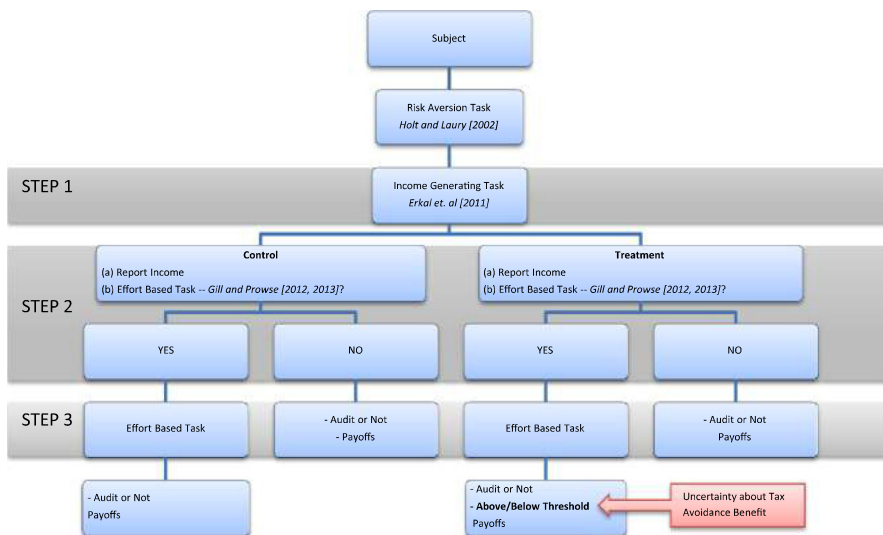 Subject
Risk Aversion Task
Holt and Laury [2002]
STEP 1
Income Generating Task
Erkal et. al [2011]
STEP 2
Control
(a) Report Income
(b) Effort Based Task -- Gill and Prowse [2012, 2013]?
Treatment
(a) Report Income
(b) Effort Based Task -- Gill and Prowse [2012, 2013]?
YES
NO
YES
NO
STEP 3
Effort Based Task
- Audit or Not
- Payoffs
Effort Based Task
- Audit or Not
Payoffs
- Audit or Not
Payoffs
- Audit or Not
- Above/Below Threshold
Payoffs
Uncertainty about Tax
Avoidance Benefit